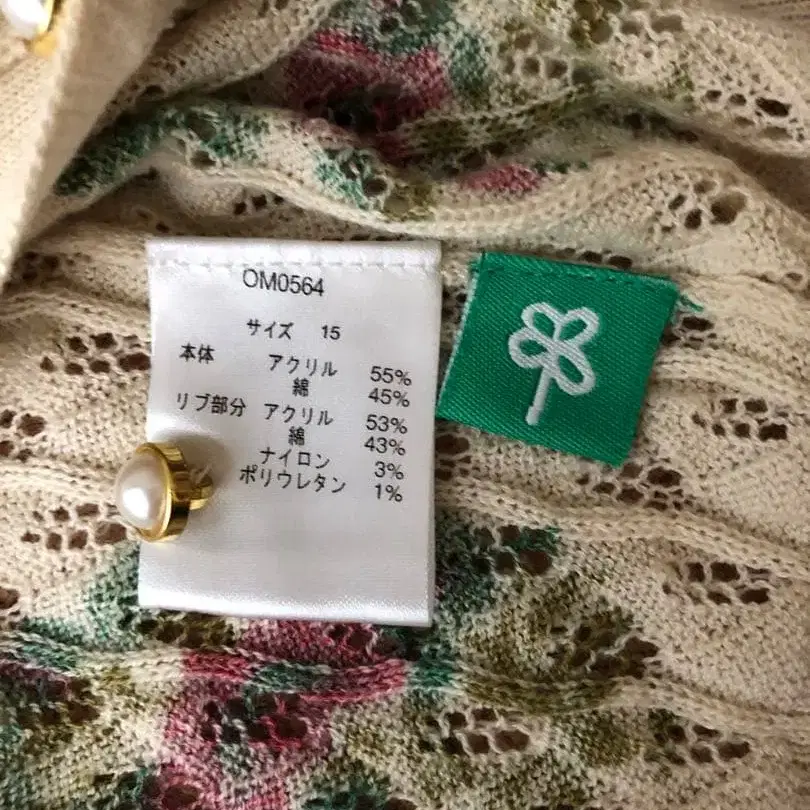 OM0564
サイズ 15
本体 アクリル 55%
綿 45%
リブ部分 アクリル 53%
綿 43%
ナイロン 3%
ポリウレタン 1%